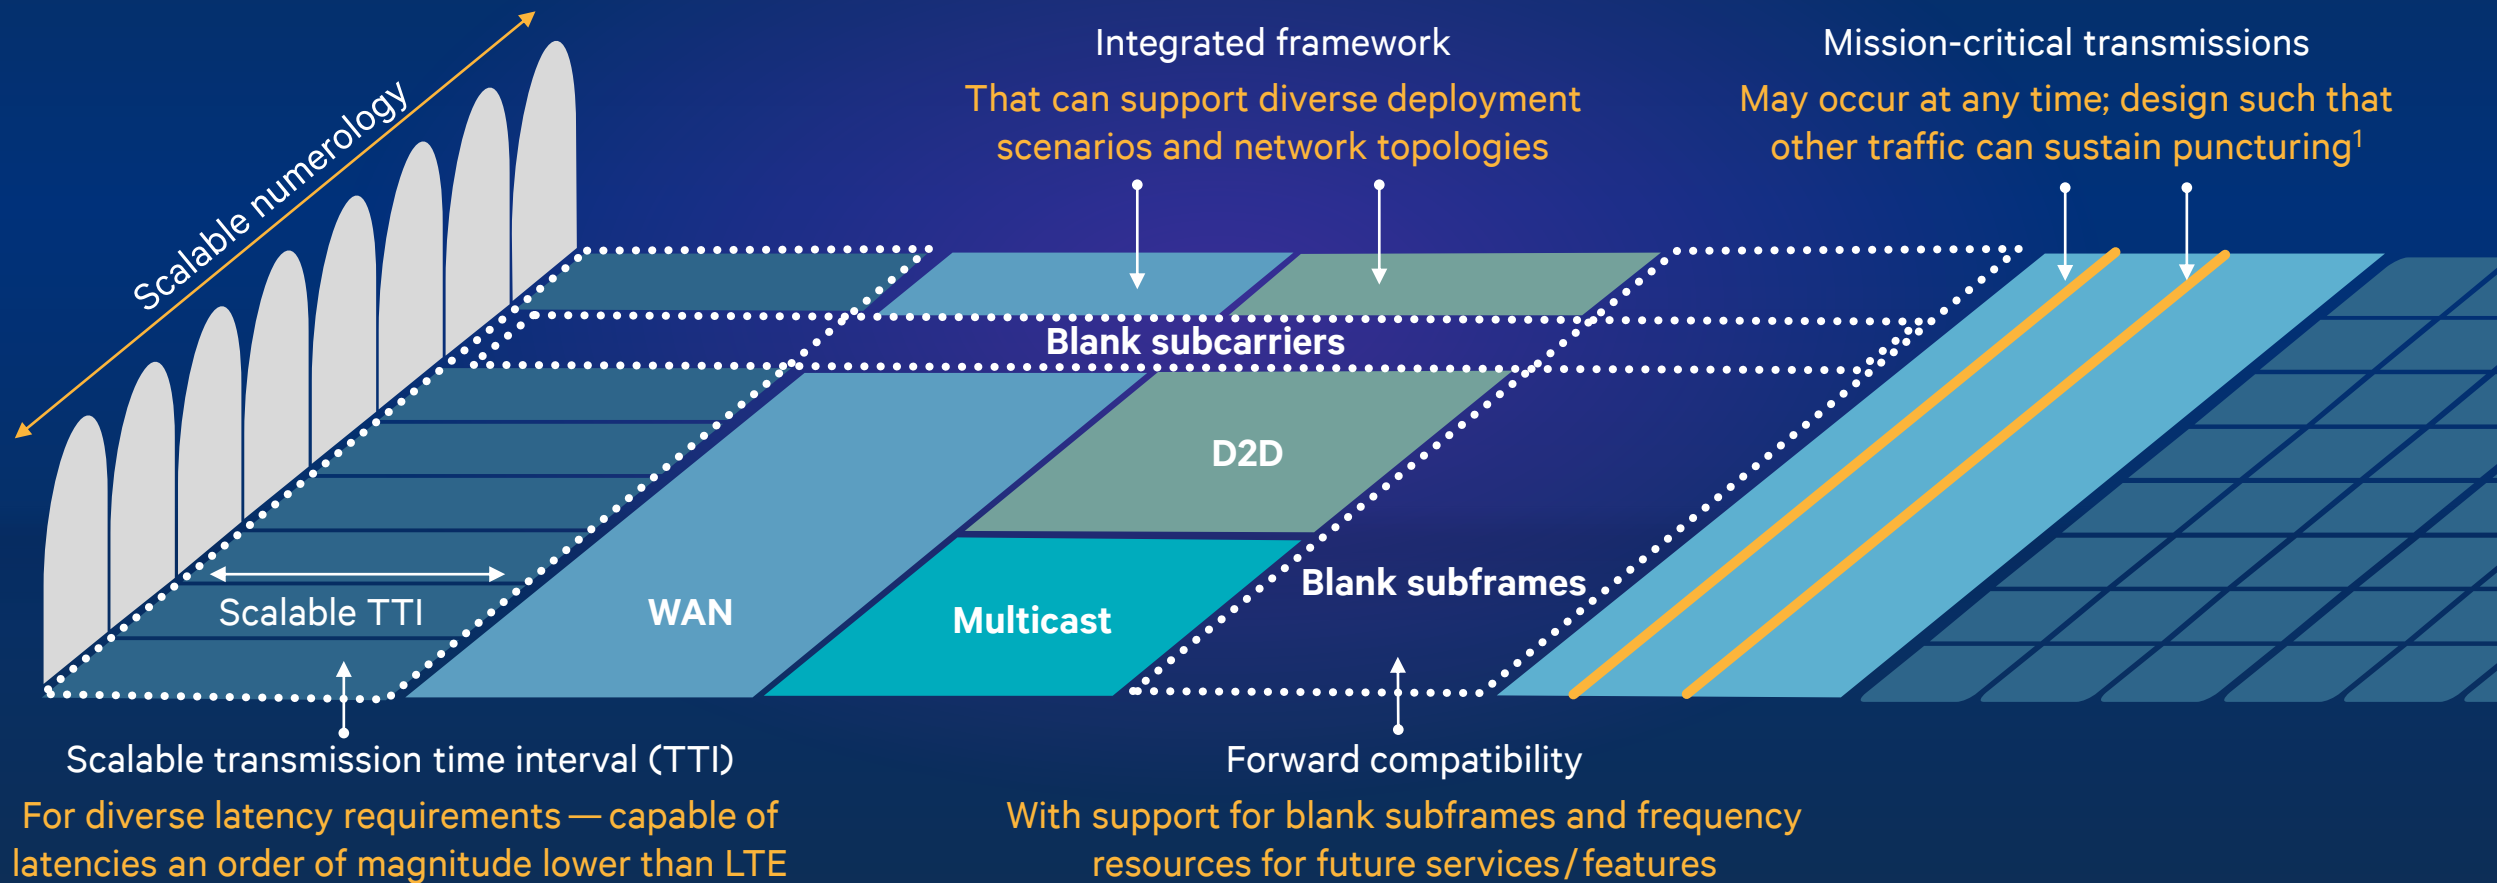 Scalable numerology
Integrated framework
That can support diverse deployment
scenarios and network topologies
Mission-critical transmissions
May occur at any time; design such that
other traffic can sustain puncturing¹
Blank subcarriers
D2D
Blank subframes
Scalable TTI
WAN
Multicast
Scalable transmission time interval (TTI)
For diverse latency requirements — capable of
latencies an order of magnitude lower than LTE
Forward compatibility
With support for blank subframes and frequency
resources for future services/features